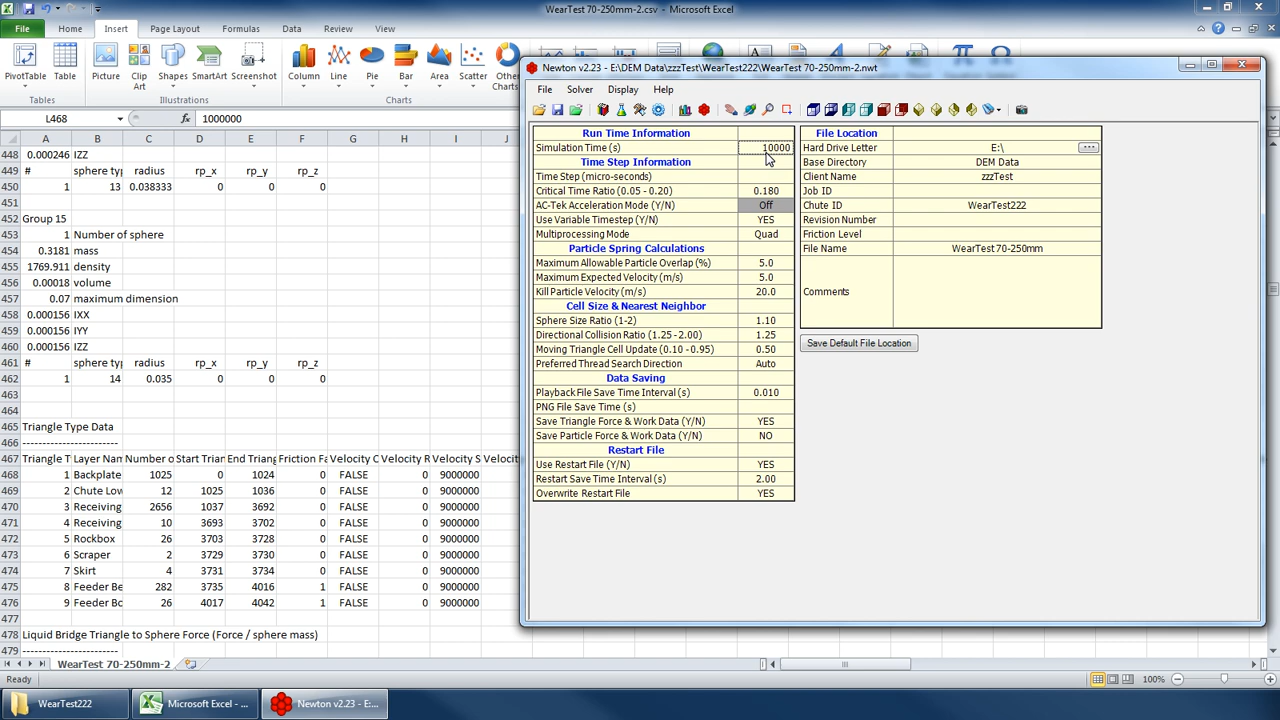 WearTest 70-250mm-2.csv - Microsoft Excel
File Home Insert Page Layout Formulas Data Review View
PivotTable Table Picture Clip Art Shapes SmartArt Screenshot Column Line Pie Bar Area Scatter Other Charts
Tables Illustrations Charts
L468 fx 1000000
A B C D E F G H I J
448 0.000246 IZZ
449 # sphere typ radius rp_x rp_y rp_z
450 1 13 0.038333 0 0 0
451
452 Group 15
453 1 Number of sphere
454 0.3181 mass
455 1769.911 density
456 0.00018 volume
457 0.07 maximum dimension
458 0.000156 IXX
459 0.000156 IYY
460 0.000156 IZZ
461 # sphere typ radius rp_x rp_y rp_z
462 1 14 0.035 0 0 0
463
464
465 Triangle Type Data
466 ------------------------
467 Triangle T Layer Name Number o Start Trian End Triang Friction Fa Velocity C Velocity R Velocity S Velocity
468 1 Backplate 1025 0 1024 0 FALSE 0 9000000
469 2 Chute Low 12 1025 1036 0 FALSE 0 9000000
470 3 Receiving 2656 1037 3692 0 FALSE 0 9000000
471 4 Receiving 10 3693 3702 0 FALSE 0 9000000
472 5 Rockbox 26 3703 3728 0 FALSE 0 9000000
473 6 Scraper 2 3729 3730 0 FALSE 0 9000000
474 7 Skirt 4 3731 3734 0 FALSE 0 9000000
475 8 Feeder Be 282 3735 4016 1 FALSE 0 9000000
476 9 Feeder Bo 26 4017 4042 1 FALSE 0 9000000
477
478 Liquid Bridge Triangle to Sphere Force (Force / sphere mass)
479 ------------------------
WearTest 70-250mm-2
Ready 100%
Newton v2.23 - E:\DEM Data\zzzTest\WearTest222\WearTest 70-250mm-2.nwt
File Solver Display Help
Run Time Information
Simulation Time (s) 10000
Time Step Information
Time Step (micro-seconds)
Critical Time Ratio (0.05 - 0.20) 0.180
AC-Tek Acceleration Mode (Y/N) Off
Use Variable Timestep (Y/N) YES
Multiprocessing Mode Quad
Particle Spring Calculations
Maximum Allowable Particle Overlap (%) 5.0
Maximum Expected Velocity (m/s) 5.0
Kill Particle Velocity (m/s) 20.0
Cell Size & Nearest Neighbor
Sphere Size Ratio (1-2) 1.10
Directional Collision Ratio (1.25 - 2.00) 1.25
Moving Triangle Cell Update (0.10 - 0.95) 0.50
Preferred Thread Search Direction Auto
Data Saving
Playback File Save Time Interval (s) 0.010
PNG File Save Time (s)
Save Triangle Force & Work Data (Y/N) YES
Save Particle Force & Work Data (Y/N) NO
Restart File
Use Restart File (Y/N) YES
Restart Save Time Interval (s) 2.00
Overwrite Restart File YES
File Location
Hard Drive Letter E:\ ...
Base Directory DEM Data
Client Name zzzTest
Job ID
Chute ID WearTest222
Revision Number
Friction Level
File Name WearTest 70-250mm
Comments
Save Default File Location
WearTest222 Microsoft Excel - ... Newton v2.23 - E:...